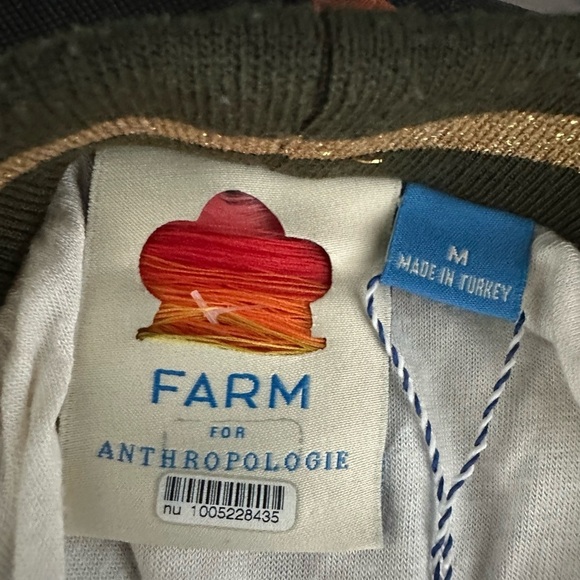 M
MADE IN TURKEY
FARM
FOR
ANTHROPOLOGIE
nu 1005228435